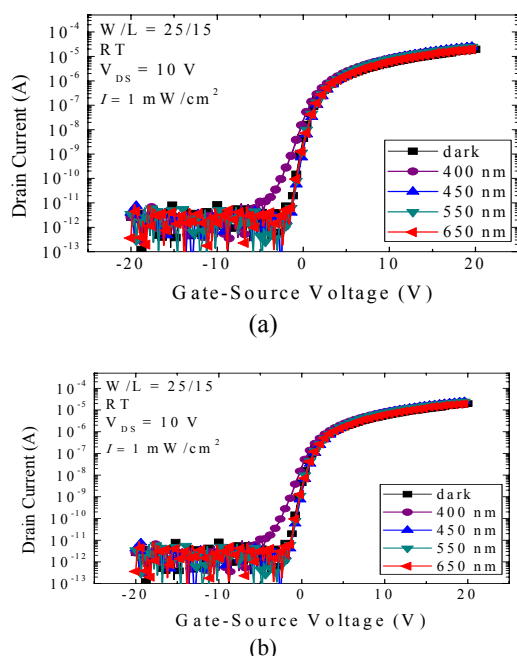 W/L = 25/15
RT
V_DS = 10 V
I = 1 mW/cm²
Drain Current (A)
10⁻⁴
10⁻⁵
10⁻⁶
10⁻⁷
10⁻⁸
10⁻⁹
10⁻¹⁰
10⁻¹¹
10⁻¹²
10⁻¹³
dark
400 nm
450 nm
550 nm
650 nm
-20 -10 0 10 20
Gate-Source Voltage (V)
(a)
W/L = 25/15
RT
V_DS = 10 V
I = 1 mW/cm²
Drain Current (A)
10⁻⁴
10⁻⁵
10⁻⁶
10⁻⁷
10⁻⁸
10⁻⁹
10⁻¹⁰
10⁻¹¹
10⁻¹²
10⁻¹³
dark
400 nm
450 nm
550 nm
650 nm
-20 -10 0 10 20
Gate-Source Voltage (V)
(b)